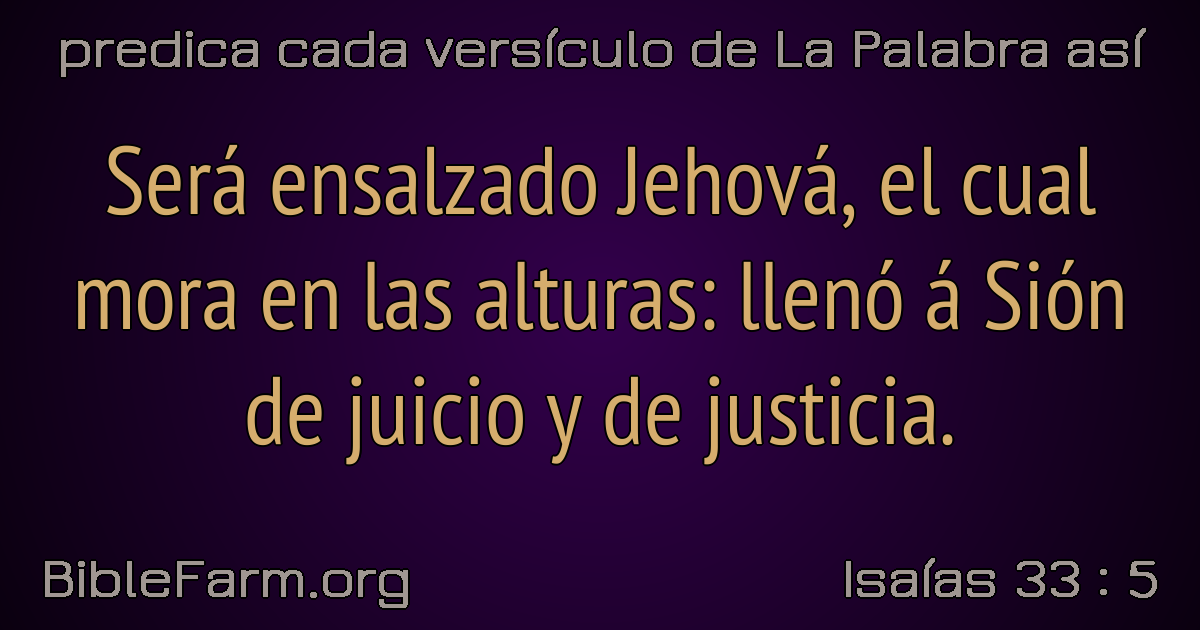 predica cada versículo de La Palabra así
Será ensalzado Jehová, el cual
mora en las alturas: llenó á Sión
de juicio y de justicia.
BibleFarm.org
Isaías 33 : 5